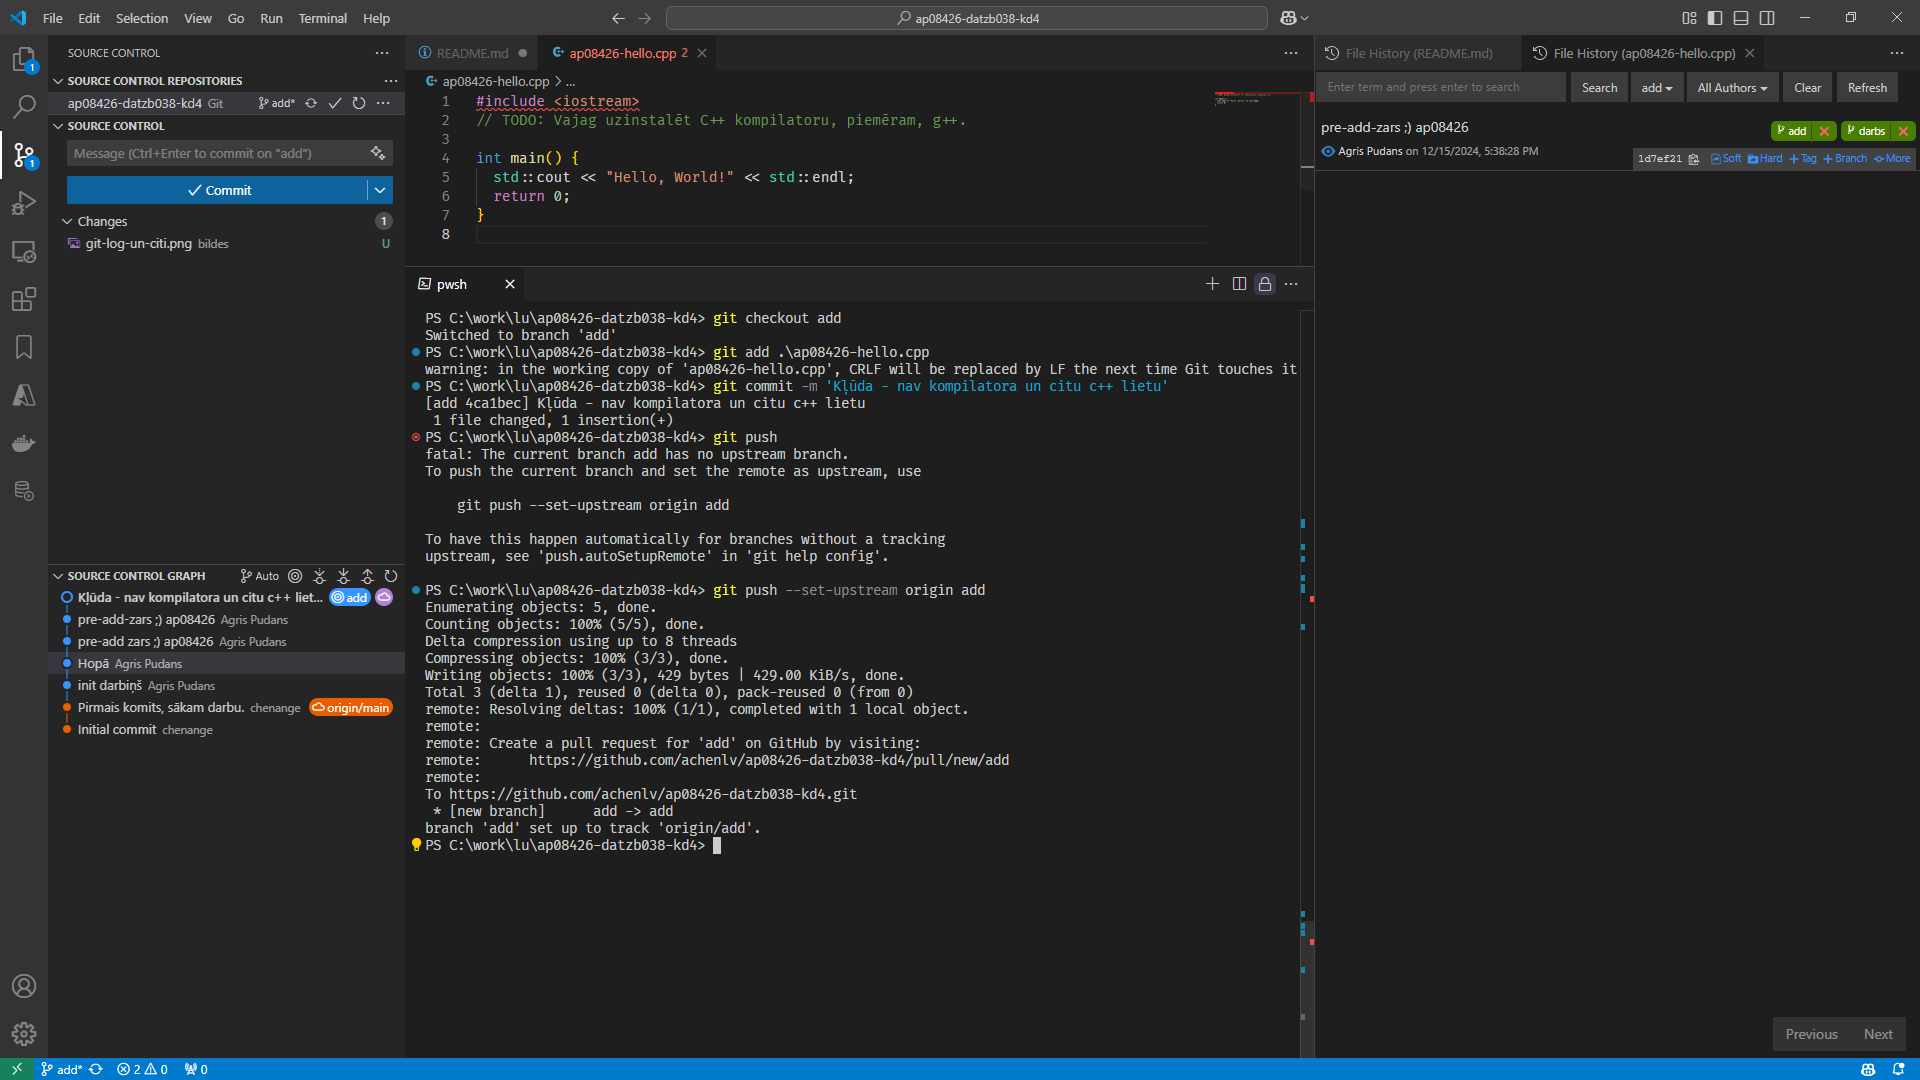 File Edit Selection View Go Run Terminal Help
ap08426-datzb038-kd4
SOURCE CONTROL
SOURCE CONTROL REPOSITORIES
ap08426-datzb038-kd4 Git add*
SOURCE CONTROL
Message (Ctrl+Enter to commit on "add")
Commit
Changes 1
git-log-un-citi.png bildes U
SOURCE CONTROL GRAPH Auto
Kļūda - nav kompilatora un citu c++ liet... add
pre-add-zars ;) ap08426 Agris Pudans
pre-add zars ;) ap08426 Agris Pudans
Hopā Agris Pudans
init darbiņš Agris Pudans
Pirmais komits, sākam darbu. chenange origin/main
Initial commit chenange
README.md
ap08426-hello.cpp 2
ap08426-hello.cpp > ...
1 #include <iostream>
2 // TODO: Vajag uzinstalēt C++ kompilatoru, piemēram, g++.
3
4 int main() {
5 std::cout << "Hello, World!" << std::endl;
6 return 0;
7 }
8
pwsh
PS C:\work\lu\ap08426-datzb038-kd4> git checkout add
Switched to branch 'add'
PS C:\work\lu\ap08426-datzb038-kd4> git add .\ap08426-hello.cpp
warning: in the working copy of 'ap08426-hello.cpp', CRLF will be replaced by LF the next time Git touches it
PS C:\work\lu\ap08426-datzb038-kd4> git commit -m 'Kļūda - nav kompilatora un citu c++ lietu'
[add 4ca1bec] Kļūda - nav kompilatora un citu c++ lietu
1 file changed, 1 insertion(+)
PS C:\work\lu\ap08426-datzb038-kd4> git push
fatal: The current branch add has no upstream branch.
To push the current branch and set the remote as upstream, use
git push --set-upstream origin add
To have this happen automatically for branches without a tracking
upstream, see 'push.autoSetupRemote' in 'git help config'.
PS C:\work\lu\ap08426-datzb038-kd4> git push --set-upstream origin add
Enumerating objects: 5, done.
Counting objects: 100% (5/5), done.
Delta compression using up to 8 threads
Compressing objects: 100% (3/3), done.
Writing objects: 100% (3/3), 429 bytes | 429.00 KiB/s, done.
Total 3 (delta 1), reused 0 (delta 0), pack-reused 0 (from 0)
remote: Resolving deltas: 100% (1/1), completed with 1 local object.
remote:
remote: Create a pull request for 'add' on GitHub by visiting:
remote: https://github.com/achenlv/ap08426-datzb038-kd4/pull/new/add
remote:
To https://github.com/achenlv/ap08426-datzb038-kd4.git
* [new branch] add -> add
branch 'add' set up to track 'origin/add'.
PS C:\work\lu\ap08426-datzb038-kd4>
File History (README.md)
File History (ap08426-hello.cpp)
Enter term and press enter to search
Search add All Authors Clear Refresh
pre-add-zars ;) ap08426
add darbs
Agris Pudans on 12/15/2024, 5:38:28 PM
1d7ef21 Soft Hard Tag Branch More
Previous Next
1
1
add* 2 0 0